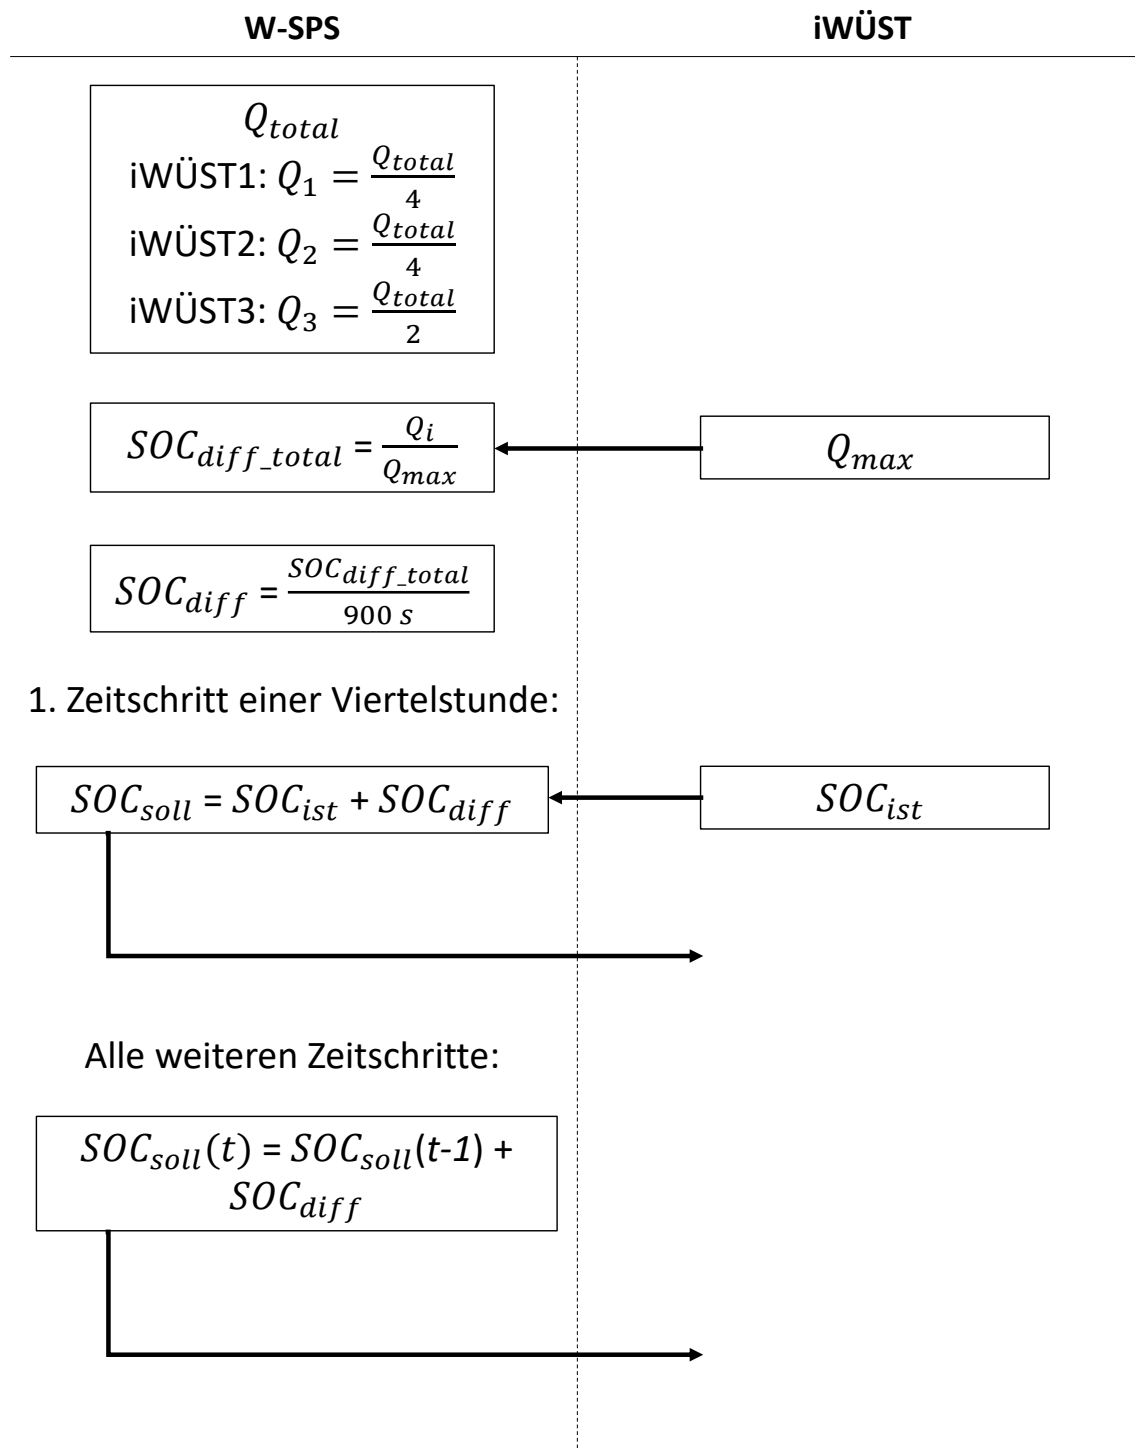 W-SPS iWÜST
Q_total
iWÜST1: Q_1 = Q_total/4
iWÜST2: Q_2 = Q_total/4
iWÜST3: Q_3 = Q_total/2
SOC_diff_total = Q_i/Q_max
Q_max
SOC_diff = SOC_diff_total/900 s
1. Zeitschritt einer Viertelstunde:
SOC_soll = SOC_ist + SOC_diff
SOC_ist
Alle weiteren Zeitschritte:
SOC_soll(t) = SOC_soll(t-1) +
SOC_diff